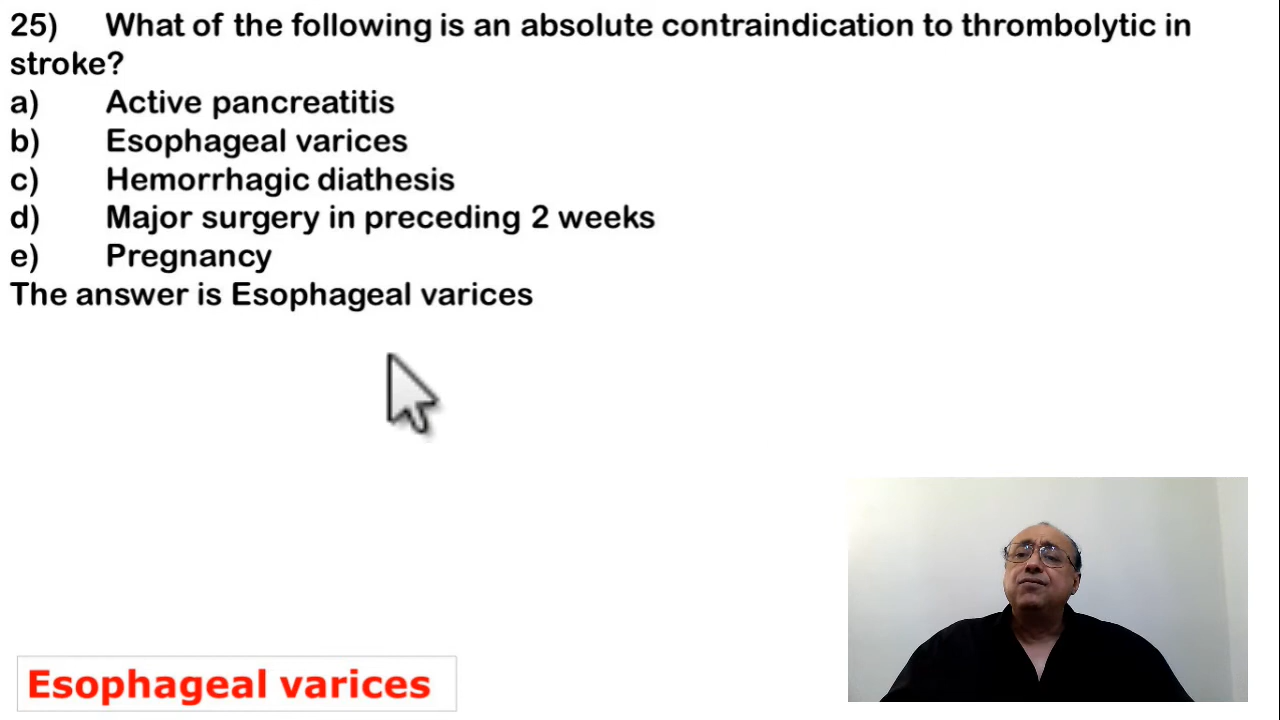 25) What of the following is an absolute contraindication to thrombolytic in
stroke?
a) Active pancreatitis
b) Esophageal varices
c) Hemorrhagic diathesis
d) Major surgery in preceding 2 weeks
e) Pregnancy
The answer is Esophageal varices
Esophageal varices